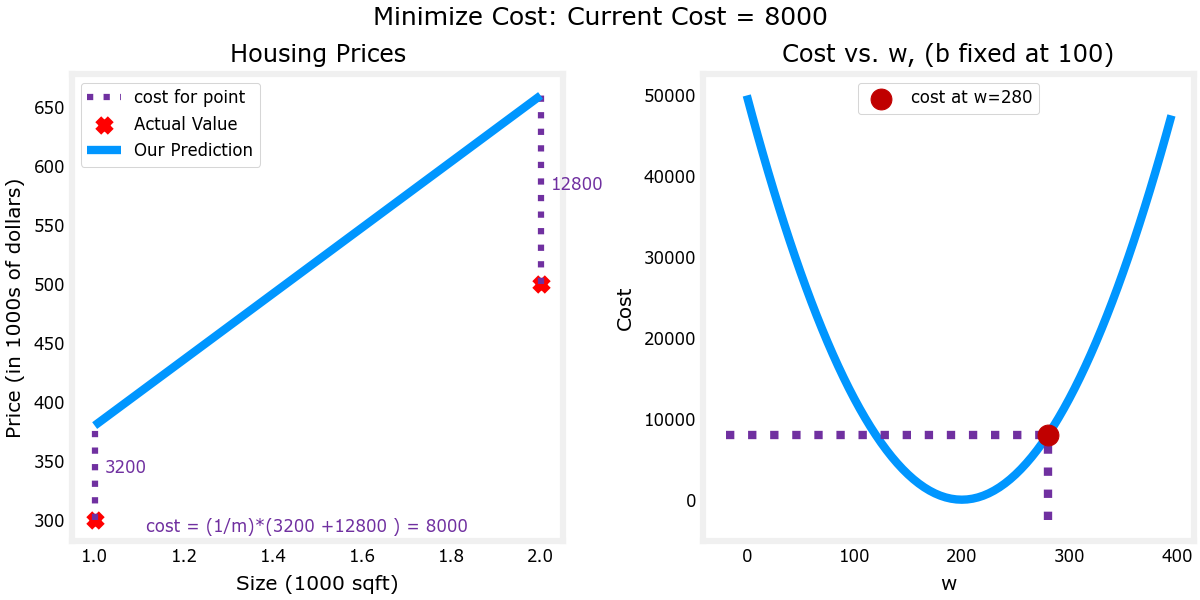 Minimize Cost: Current Cost = 8000
Housing Prices
cost for point
Actual Value
Our Prediction
650
600
550
500
450
400
350
300
Price (in 1000s of dollars)
12800
3200
cost = (1/m)*(3200 +12800 ) = 8000
1.0 1.2 1.4 1.6 1.8 2.0
Size (1000 sqft)
Cost vs. w, (b fixed at 100)
cost at w=280
50000
40000
30000
20000
10000
0
Cost
0 100 200 300 400
w